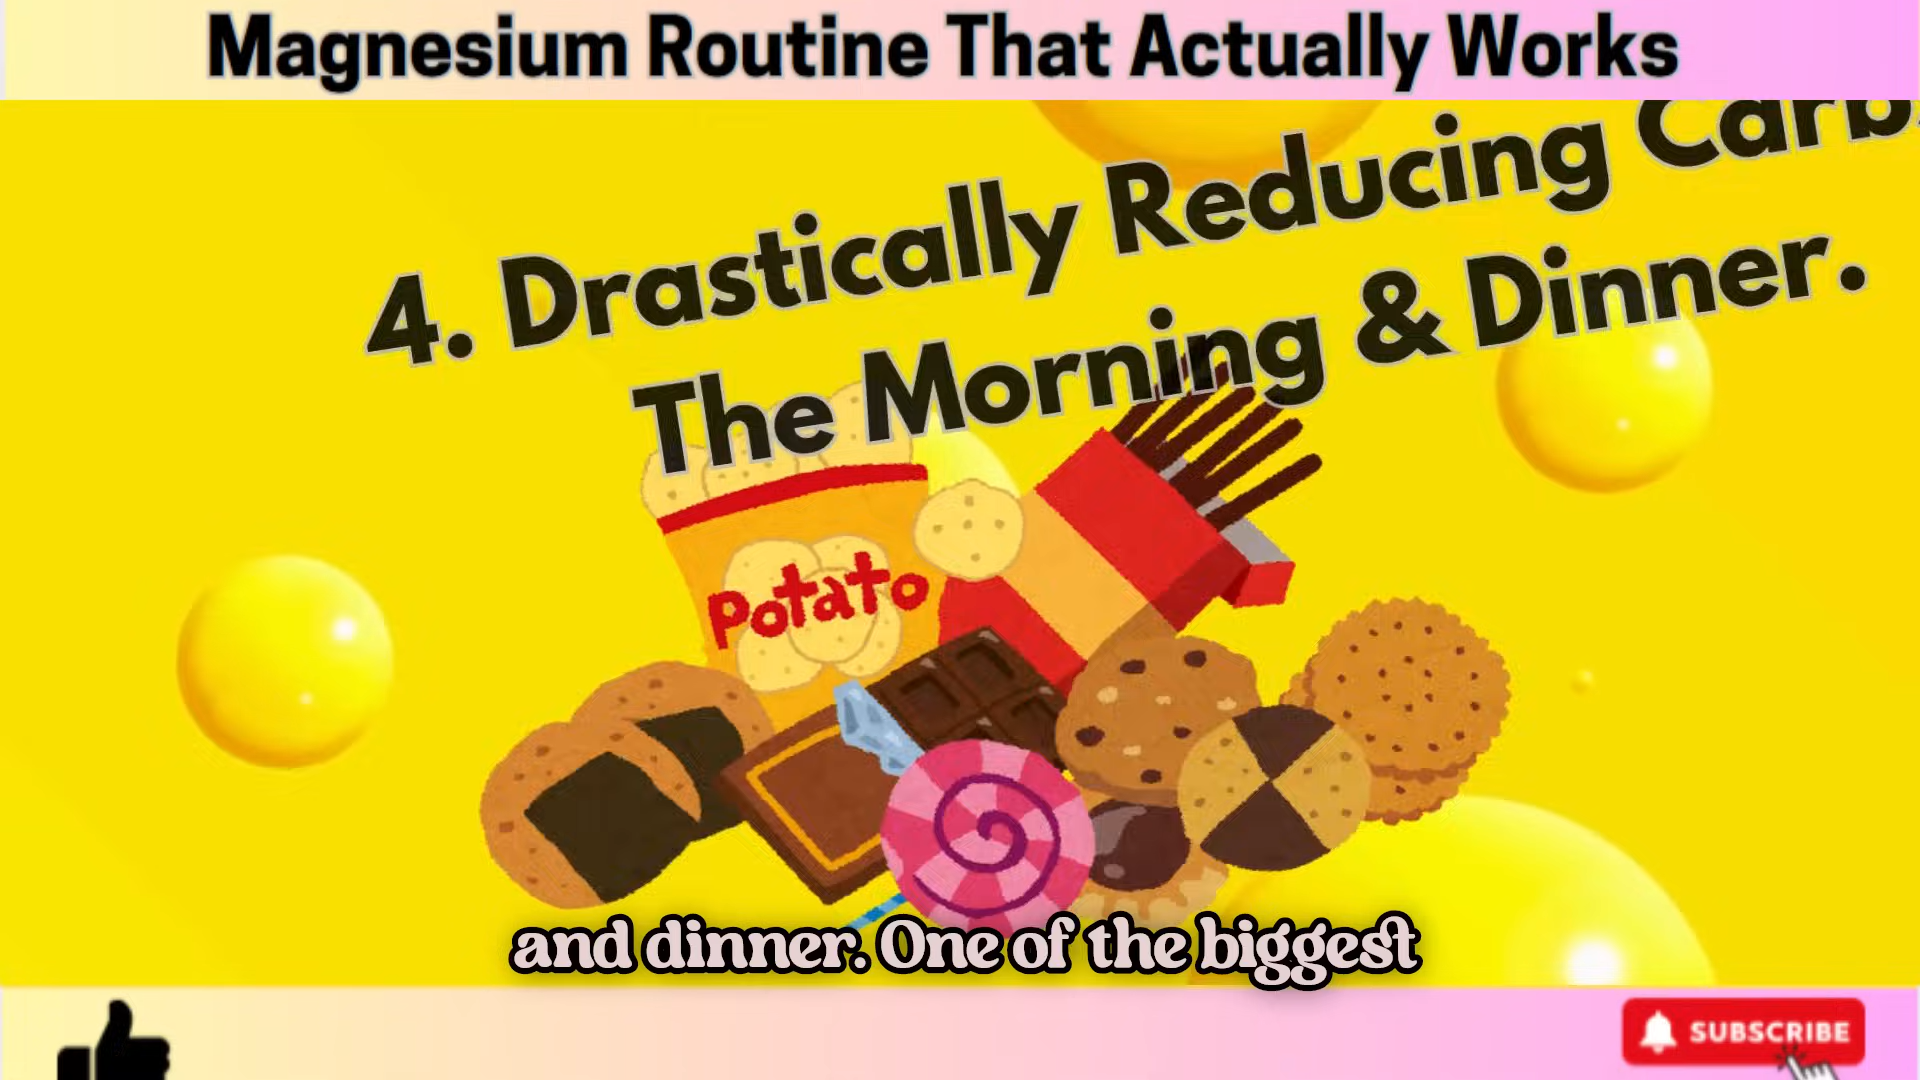 Magnesium Routine That Actually Works
4. Drastically Reducing Carbs
The Morning & Dinner.
potato
and dinner. One of the biggest
SUBSCRIBE